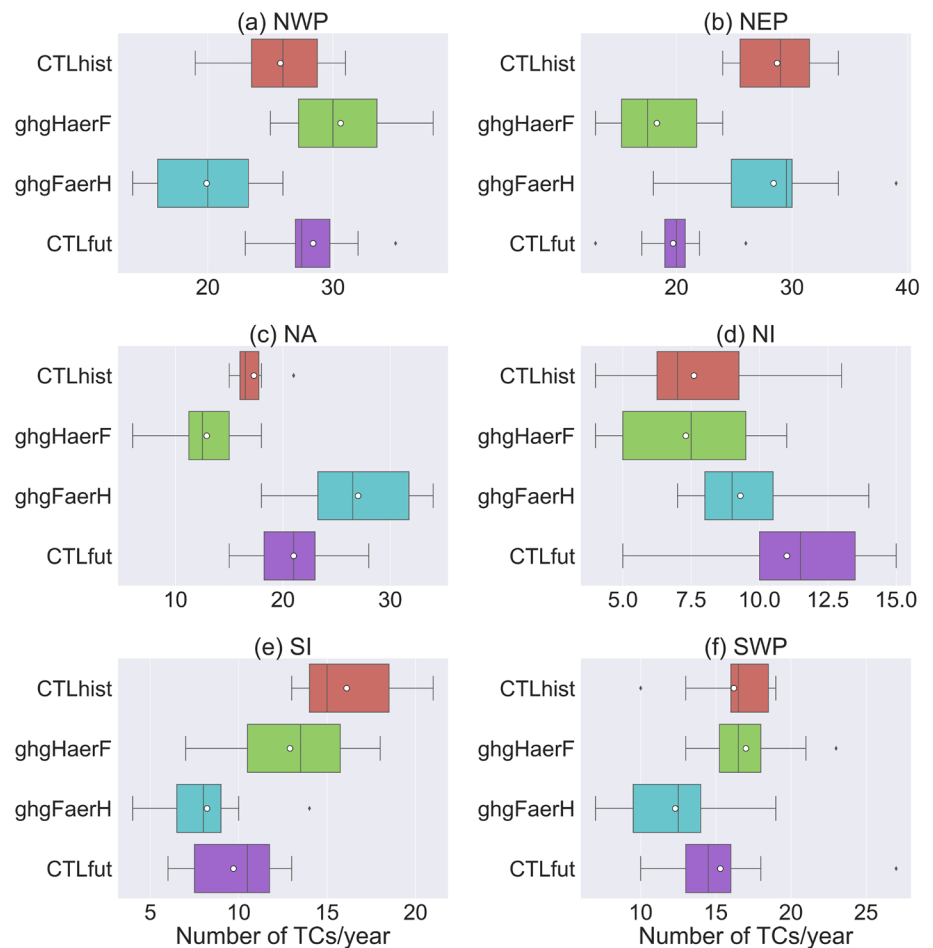 (a) NWP
CTLhist
ghgHaerF
ghgFaerH
CTLfut
20 30
(b) NEP
CTLhist
ghgHaerF
ghgFaerH
CTLfut
20 30 40
(c) NA
CTLhist
ghgHaerF
ghgFaerH
CTLfut
10 20 30
(d) NI
CTLhist
ghgHaerF
ghgFaerH
CTLfut
5.0 7.5 10.0 12.5 15.0
(e) SI
CTLhist
ghgHaerF
ghgFaerH
CTLfut
5 10 15 20
Number of TCs/year
(f) SWP
CTLhist
ghgHaerF
ghgFaerH
CTLfut
10 15 20 25
Number of TCs/year